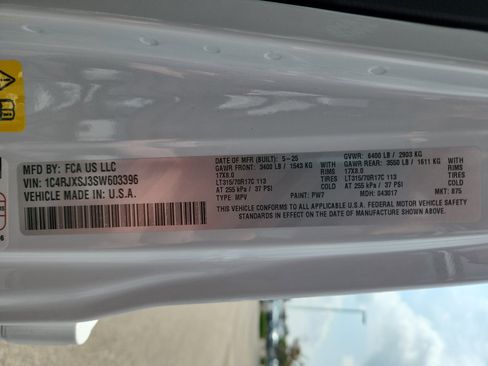 MFD BY: FCA US LLC
VIN: 1C4RJXSJ3SW603396
VEHICLE MADE IN: U.S.A.
DATE OF MFR (BUILT): 5-25
GAWR FRONT: 3400 LB / 1543 KG
17X8.0
LT315/70R17C 113
AT 255 kPa / 37 PSI
TYPE: MPV
WITH
RIMS
TIRES
COLD
PAINT: PW7
GVWR: 6400 LB / 2903 KG
GAWR REAR: 3550 LB / 1611 KG
17X8.0
LT315/70R17C 113
AT 255 kPa / 37 PSI
MDH: 043017
WITH
RIMS
TIRES
COLD
MKT: 875
THIS VEHICLE CONFORMS TO ALL APPLICABLE U.S.A. FEDERAL MOTOR VEHICLE SAFETY
STANDARDS IN EFFECT ON THE DATE OF MANUFACTURE SHOWN ABOVE.